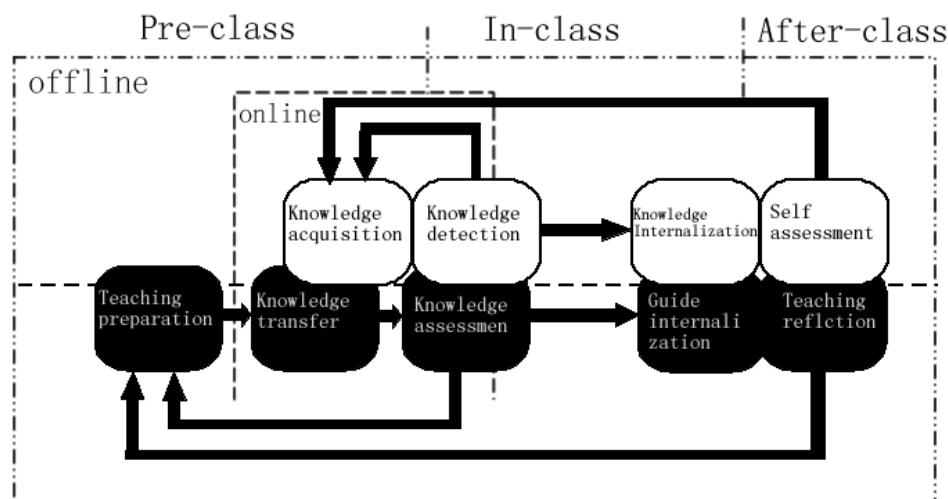 Pre-class
In-class
After-class
offline
online
Knowledge
acquisition
Knowledge
detection
Knowledge
Internalization
Self
assessment
Teaching
preparation
Knowledge
transfer
Knowledge
assessmen
Guide
internali
zation
Teaching
reflction